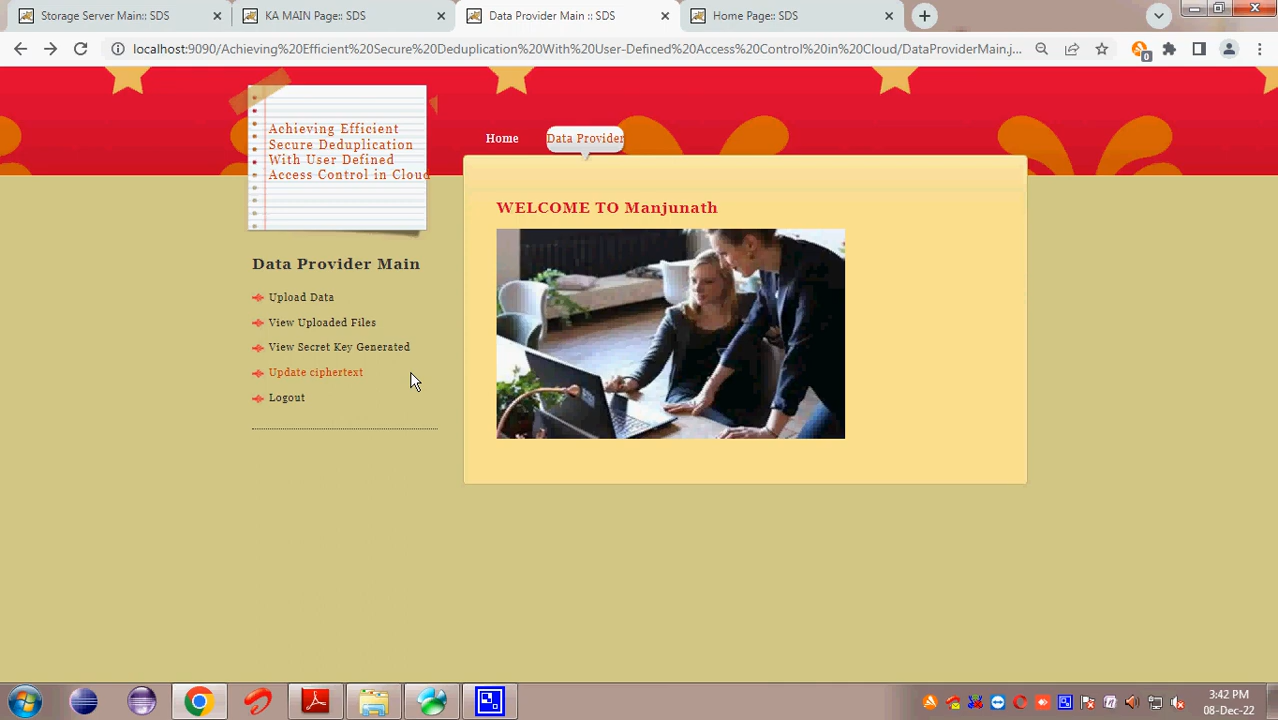 Storage Server Main:: SDS
KA MAIN Page:: SDS
Data Provider Main :: SDS
Home Page:: SDS
localhost:9090/Achieving%20Efficient%20Secure%20Deduplication%20With%20User-Defined%20Access%20Control%20in%20Cloud/DataProviderMain.j...
0
Achieving Efficient
Secure Deduplication
With User Defined
Access Control in Cloud
Home
Data Provider
WELCOME TO Manjunath
Data Provider Main
Upload Data
View Uploaded Files
View Secret Key Generated
Update ciphertext
Logout
3:42 PM
08-Dec-22